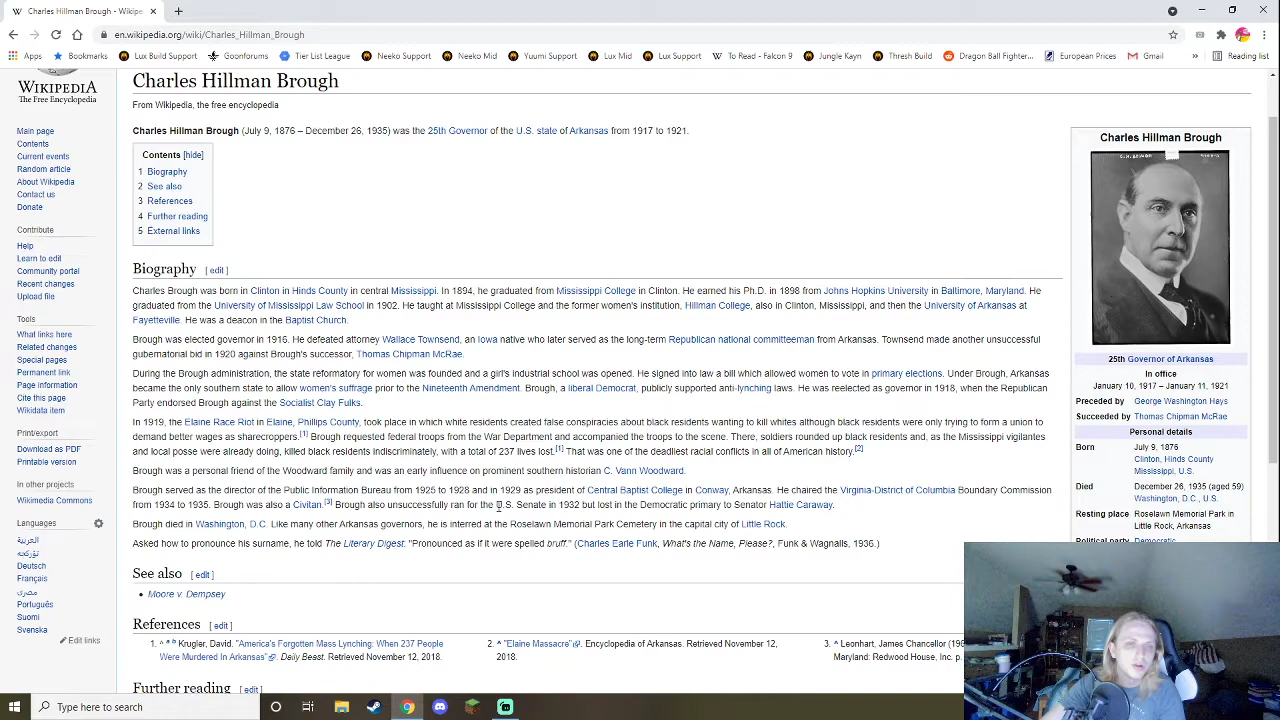 Charles Hillman Brough - Wikipe
en.wikipedia.org/wiki/Charles_Hillman_Brough
Apps
Bookmarks
Lux Build Support
Goonforums
Tier List League
Neeko Support
Neeko Mid
Yuumi Support
Lux Mid
Lux Support
To Read - Falcon 9
Jungle Kayn
Thresh Build
Dragon Ball Fighter...
European Prices
Gmail
Reading list
WIKIPEDIA
The Free Encyclopedia
Main page
Contents
Current events
Random article
About Wikipedia
Contact us
Donate
Contribute
Help
Learn to edit
Community portal
Recent changes
Upload file
Tools
What links here
Related changes
Special pages
Permanent link
Page information
Cite this page
Wikidata item
Print/export
Download as PDF
Printable version
In other projects
Wikimedia Commons
Languages
العربية
تۆرکجه
Deutsch
Français
مصرى
Português
Suomi
Svenska
Edit links
Charles Hillman Brough
From Wikipedia, the free encyclopedia
Charles Hillman Brough (July 9, 1876 – December 26, 1935) was the 25th Governor of the U.S. state of Arkansas from 1917 to 1921.
Contents [hide]
1 Biography
2 See also
3 References
4 Further reading
5 External links
Biography [ edit ]
Charles Brough was born in Clinton in Hinds County in central Mississippi. In 1894, he graduated from Mississippi College in Clinton. He earned his Ph.D. in 1898 from Johns Hopkins University in Baltimore, Maryland. He
graduated from the University of Mississippi Law School in 1902. He taught at Mississippi College and the former women's institution, Hillman College, also in Clinton, Mississippi, and then the University of Arkansas at
Fayetteville. He was a deacon in the Baptist Church.
Brough was elected governor in 1916. He defeated attorney Wallace Townsend, an Iowa native who later served as the long-term Republican national committeeman from Arkansas. Townsend made another unsuccessful
gubernatorial bid in 1920 against Brough's successor, Thomas Chipman McRae.
During the Brough administration, the state reformatory for women was founded and a girl's industrial school was opened. He signed into law a bill which allowed women to vote in primary elections. Under Brough, Arkansas
became the only southern state to allow women's suffrage prior to the Nineteenth Amendment. Brough, a liberal Democrat, publicly supported anti-lynching laws. He was reelected as governor in 1918, when the Republican
Party endorsed Brough against the Socialist Clay Fulks.
In 1919, the Elaine Race Riot in Elaine, Phillips County, took place in which white residents created false conspiracies about black residents wanting to kill whites although black residents were only trying to form a union to
demand better wages as sharecroppers.[1] Brough requested federal troops from the War Department and accompanied the troops to the scene. There, soldiers rounded up black residents and, as the Mississippi vigilantes
and local posse were already doing, killed black residents indiscriminately, with a total of 237 lives lost.[1] That was one of the deadliest racial conflicts in all of American history.[2]
Brough was a personal friend of the Woodward family and was an early influence on prominent southern historian C. Vann Woodward.
Brough served as the director of the Public Information Bureau from 1925 to 1928 and in 1929 as president of Central Baptist College in Conway, Arkansas. He chaired the Virginia-District of Columbia Boundary Commission
from 1934 to 1935. Brough was also a Civitan.[3] Brough also unsuccessfully ran for the U.S. Senate in 1932 but lost in the Democratic primary to Senator Hattie Caraway.
Brough died in Washington, D.C. Like many other Arkansas governors, he is interred at the Roselawn Memorial Park Cemetery in the capital city of Little Rock.
Asked how to pronounce his surname, he told The Literary Digest: "Pronounced as if it were spelled bruff." (Charles Earle Funk, What's the Name, Please?, Funk & Wagnalls, 1936.)
See also [ edit ]
Moore v. Dempsey
References [ edit ]
1. ^ a b Krugler, David. "America's Forgotten Mass Lynching: When 237 People
Were Murdered In Arkansas". Daily Beast. Retrieved November 12, 2018.
2. ^ "Elaine Massacre". Encyclopedia of Arkansas. Retrieved November 12,
2018.
3. ^ Leonhart, James Chancellor (196
Maryland: Redwood House, Inc. p.
Further reading [ edit ]
Charles Hillman Brough
25th Governor of Arkansas
In office
January 10, 1917 – January 11, 1921
Preceded by George Washington Hays
Succeeded by Thomas Chipman McRae
Personal details
Born July 9, 1876
Clinton, Hinds County
Mississippi, U.S.
Died December 26, 1935 (aged 59)
Washington, D.C., U.S.
Resting place Roselawn Memorial Park in
Little Rock, Arkansas
Political party Democratic
Type here to search